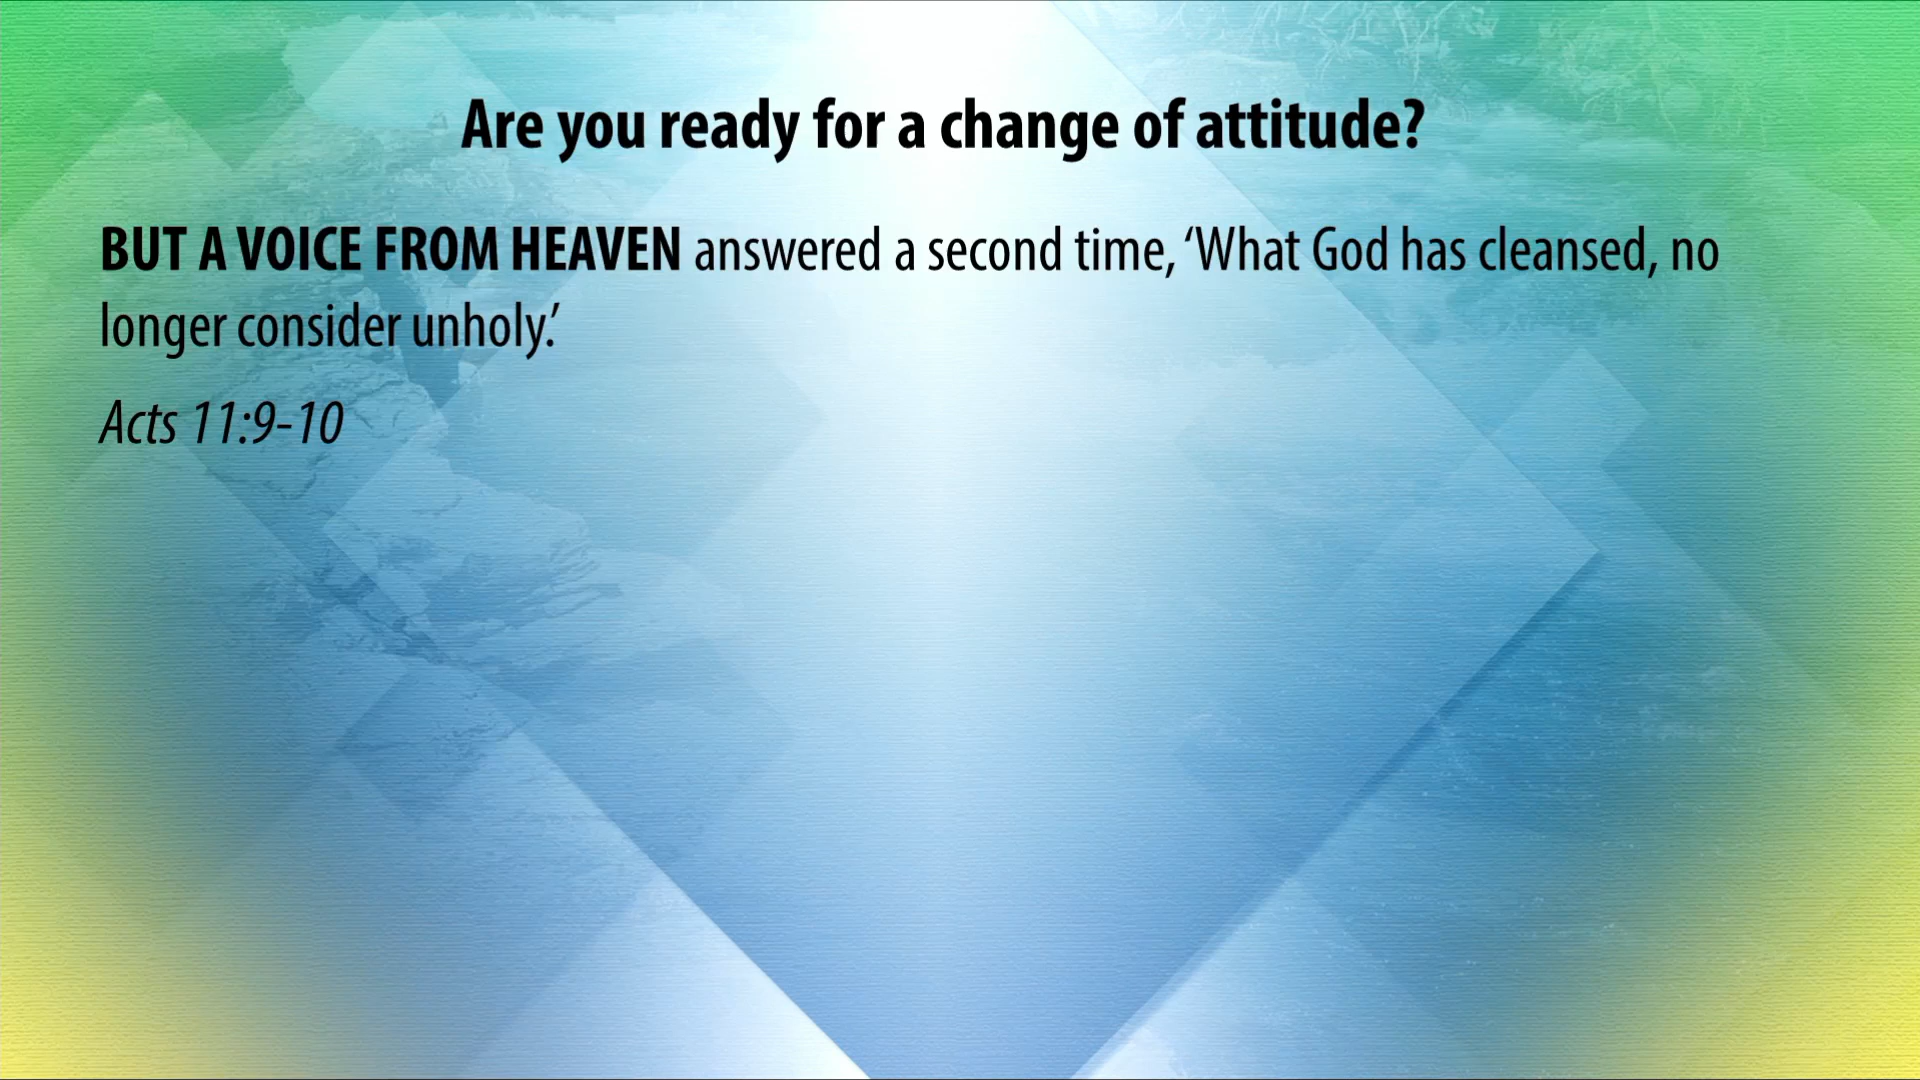 Are you ready for a change of attitude?
BUT A VOICE FROM HEAVEN answered a second time, ‘What God has cleansed, no
longer consider unholy.’
Acts 11:9-10